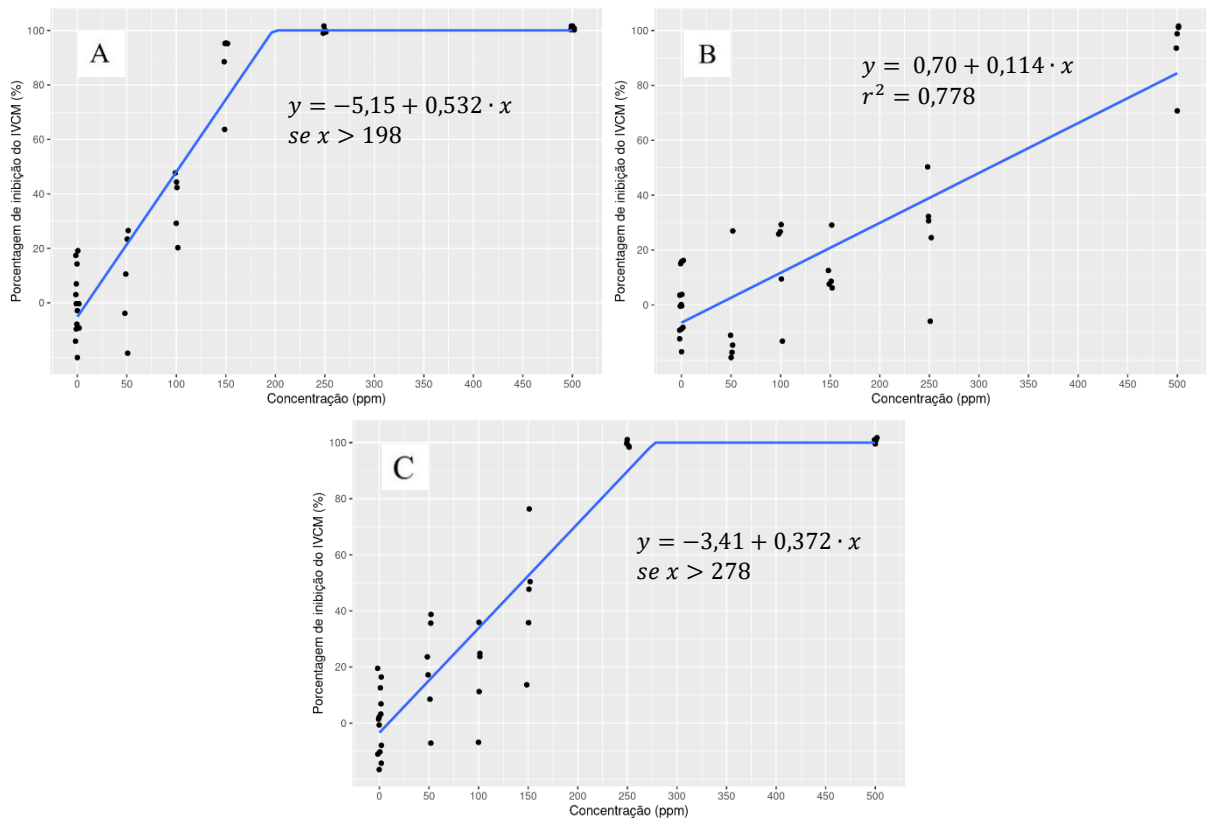 A
y = −5,15 + 0,532 · x
se x > 198
Porcentagem de inibição do IVCM (%)
100
80
60
40
20
0
0 50 100 150 200 250 300 350 400 450 500
Concentração (ppm)
B
y = 0,70 + 0,114 · x
r² = 0,778
Porcentagem de inibição do IVCM (%)
100
80
60
40
20
0
0 50 100 150 200 250 300 350 400 450 500
Concentração (ppm)
C
y = −3,41 + 0,372 · x
se x > 278
Porcentagem de inibição do IVCM (%)
100
80
60
40
20
0
0 50 100 150 200 250 300 350 400 450 500
Concentração (ppm)